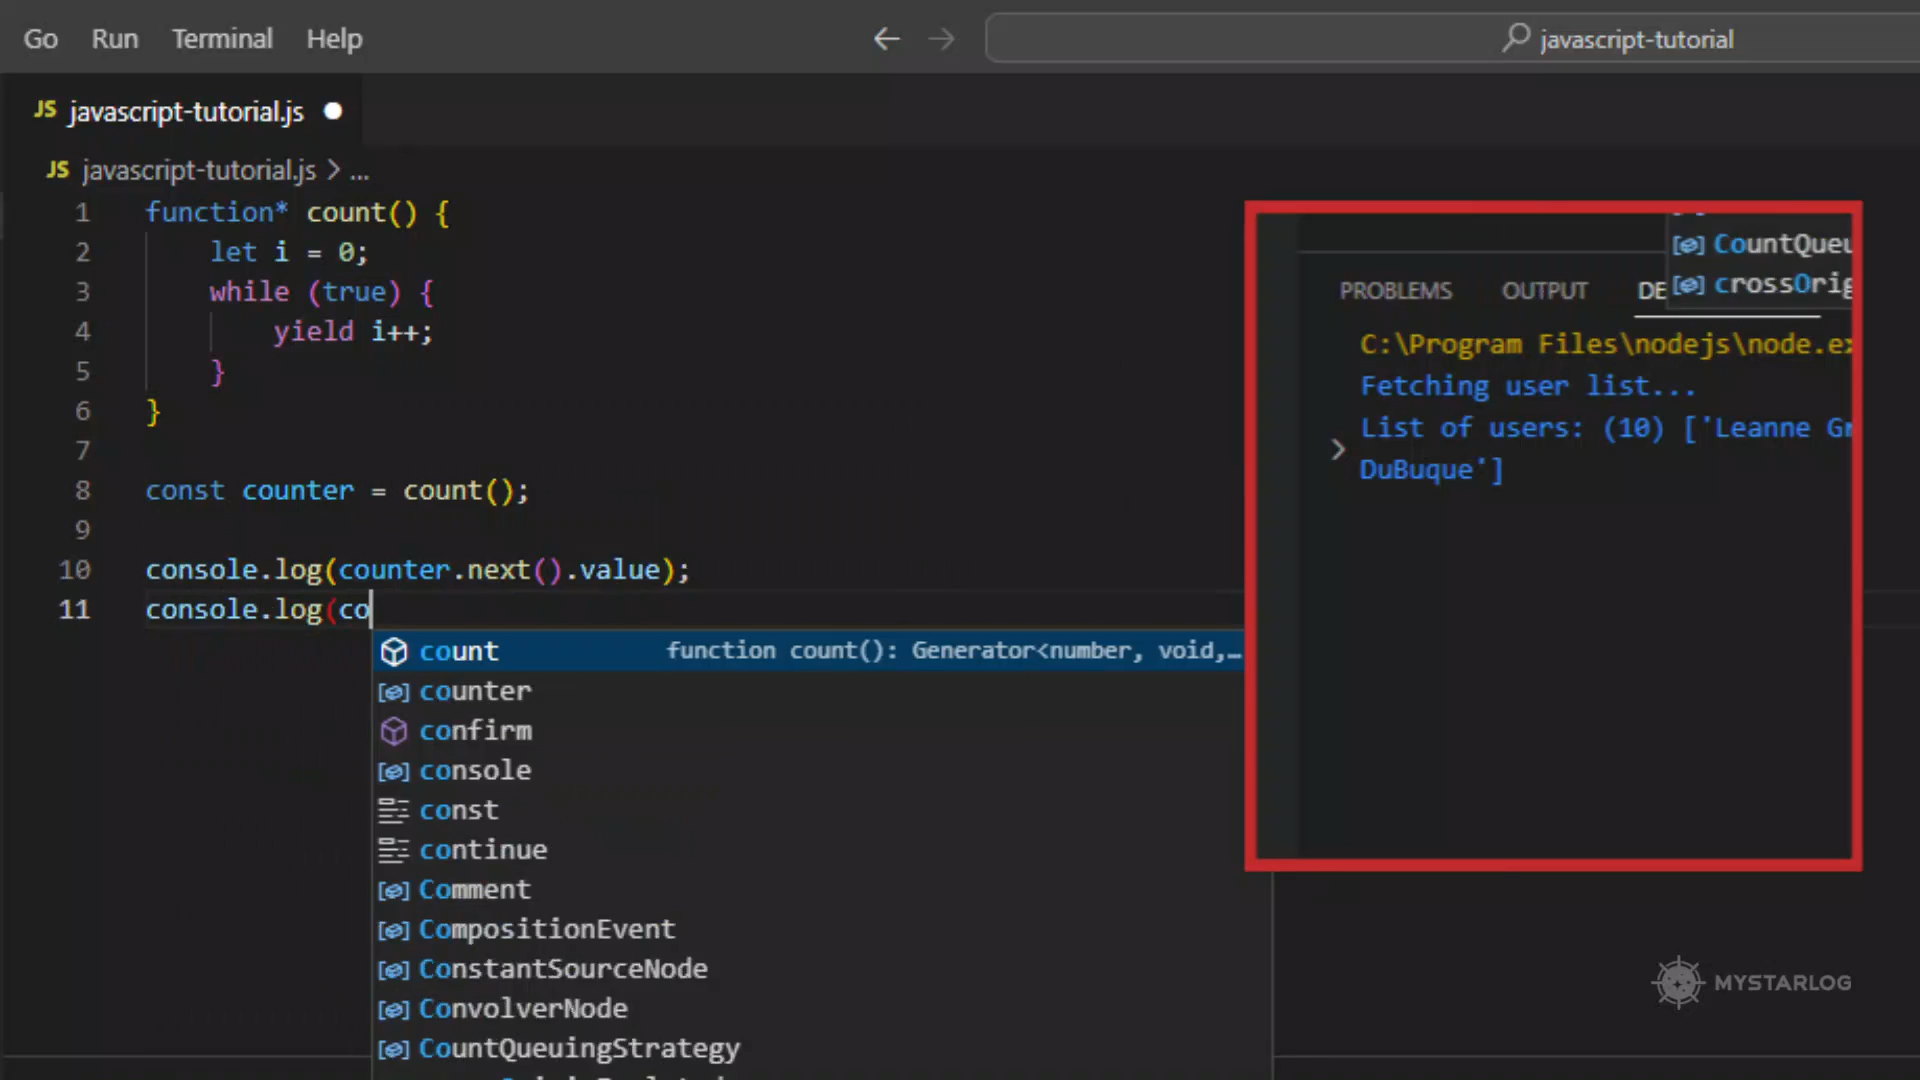 Go Run Terminal Help
javascript-tutorial
JS javascript-tutorial.js
JS javascript-tutorial.js > ...
1 function* count() {
2 let i = 0;
3 while (true) {
4 yield i++;
5 }
6 }
7
8 const counter = count();
9
10 console.log(counter.next().value);
11 console.log(co
count function count(): Generator<number, void,…
counter
confirm
console
const
continue
Comment
CompositionEvent
ConstantSourceNode
ConvolverNode
CountQueuingStrategy
CountQueu
crossOrig
PROBLEMS OUTPUT DE
C:\Program Files\nodejs\node.ex
Fetching user list...
List of users: (10) ['Leanne Gr
DuBuque']
MYSTARLOG